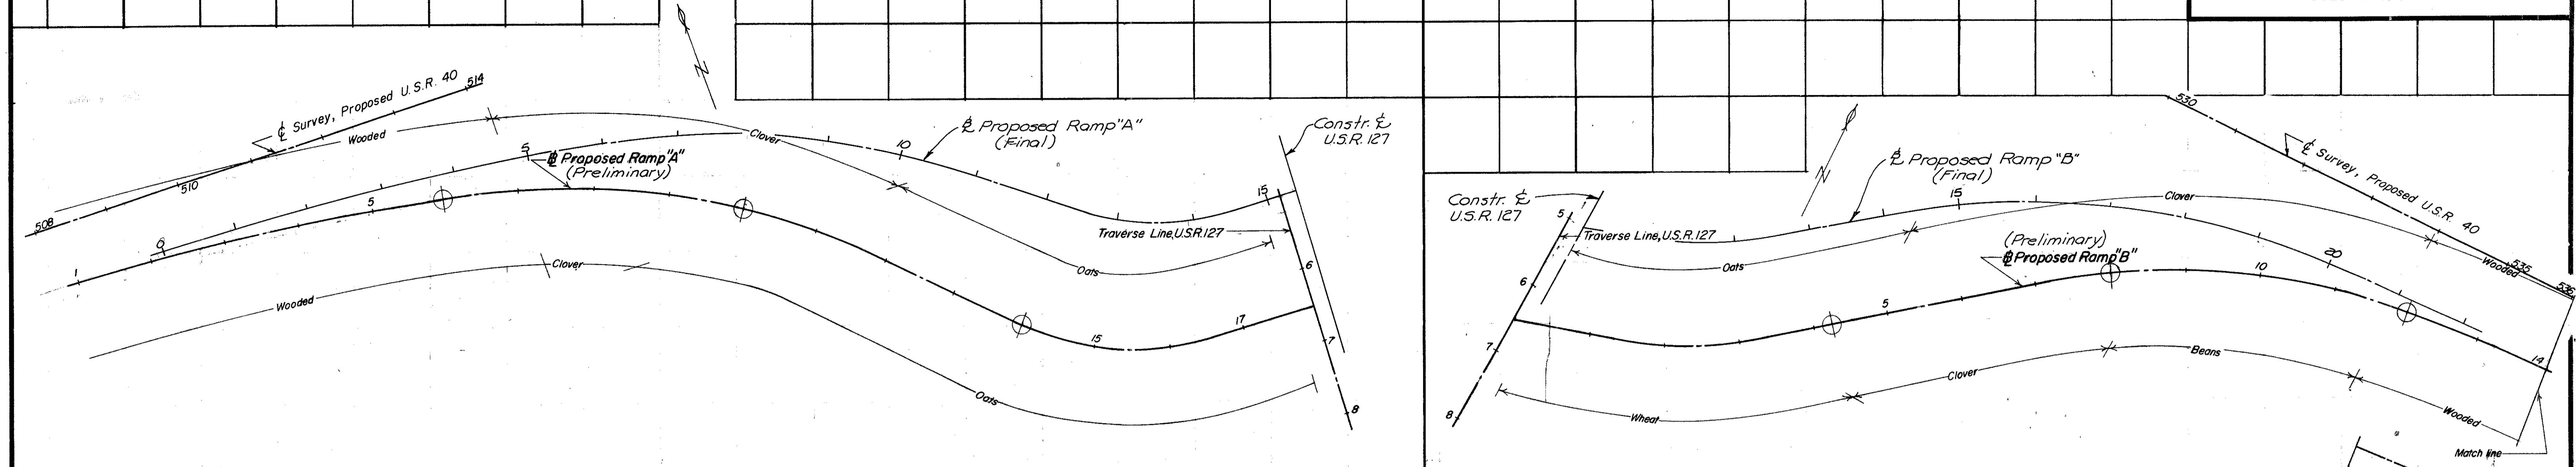 N
℄ Survey, Proposed U.S.R. 40
508
510
514
Wooded
Clover
Oats
℄ Proposed Ramp "A"
(Final)
0
5
10
15
Constr. ℄
U.S.R. 127
Traverse Line, U.S.R. 127
6
7
8
℄ Proposed Ramp "A"
(Preliminary)
1
5
15
17
Wooded
Clover
Oats
N
Constr. ℄
U.S.R. 127
5
6
7
8
Traverse Line, U.S.R. 127
℄ Proposed Ramp "B"
(Final)
1
15
20
Oats
Clover
Wooded
530
℄ Survey, Proposed U.S.R. 40
535
536
(Preliminary)
℄ Proposed Ramp "B"
5
10
14
Wheat
Clover
Beans
Wooded
Match line